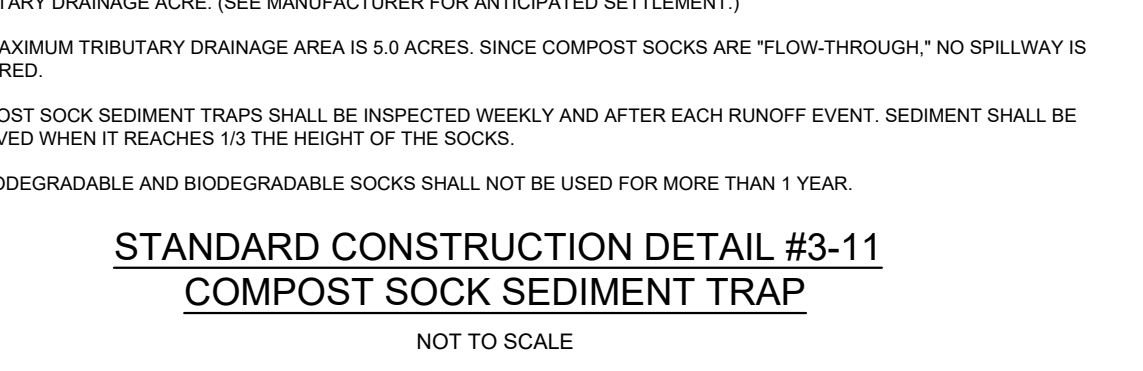 TARY DRAINAGE ACRE. (SEE MANUFACTURER FOR ANTICIPATED SETTLEMENT.)
AXIMUM TRIBUTARY DRAINAGE AREA IS 5.0 ACRES. SINCE COMPOST SOCKS ARE "FLOW-THROUGH," NO SPILLWAY IS
RED.
OST SOCK SEDIMENT TRAPS SHALL BE INSPECTED WEEKLY AND AFTER EACH RUNOFF EVENT. SEDIMENT SHALL BE
VED WHEN IT REACHES 1/3 THE HEIGHT OF THE SOCKS.
ODEGRADABLE AND BIODEGRADABLE SOCKS SHALL NOT BE USED FOR MORE THAN 1 YEAR.
STANDARD CONSTRUCTION DETAIL #3-11
COMPOST SOCK SEDIMENT TRAP
NOT TO SCALE